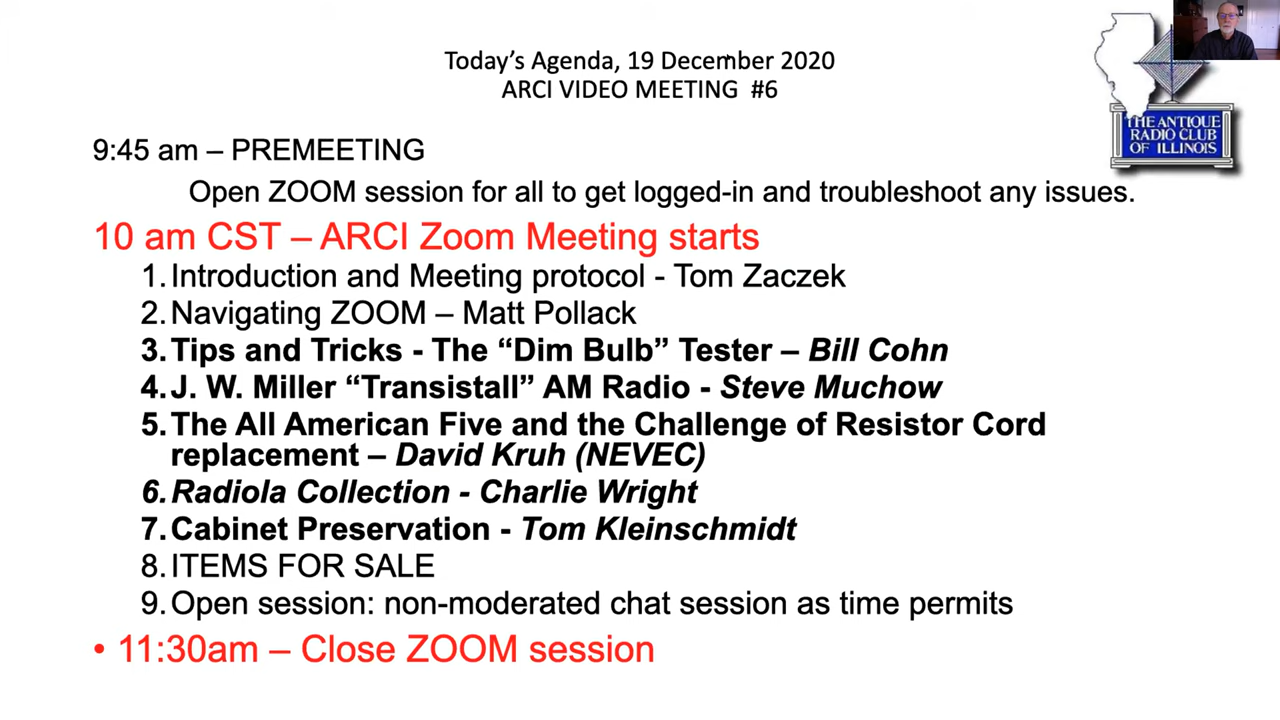 Today’s Agenda, 19 December 2020
ARCI VIDEO MEETING #6
THE ANTIQUE
RADIO CLUB
OF ILLINOIS
9:45 am – PREMEETING
Open ZOOM session for all to get logged-in and troubleshoot any issues.
10 am CST – ARCI Zoom Meeting starts
1. Introduction and Meeting protocol - Tom Zaczek
2. Navigating ZOOM – Matt Pollack
3. Tips and Tricks - The “Dim Bulb” Tester – Bill Cohn
4. J. W. Miller “Transistall” AM Radio - Steve Muchow
5. The All American Five and the Challenge of Resistor Cord
replacement – David Kruh (NEVEC)
6. Radiola Collection - Charlie Wright
7. Cabinet Preservation - Tom Kleinschmidt
8. ITEMS FOR SALE
9. Open session: non-moderated chat session as time permits
• 11:30am – Close ZOOM session